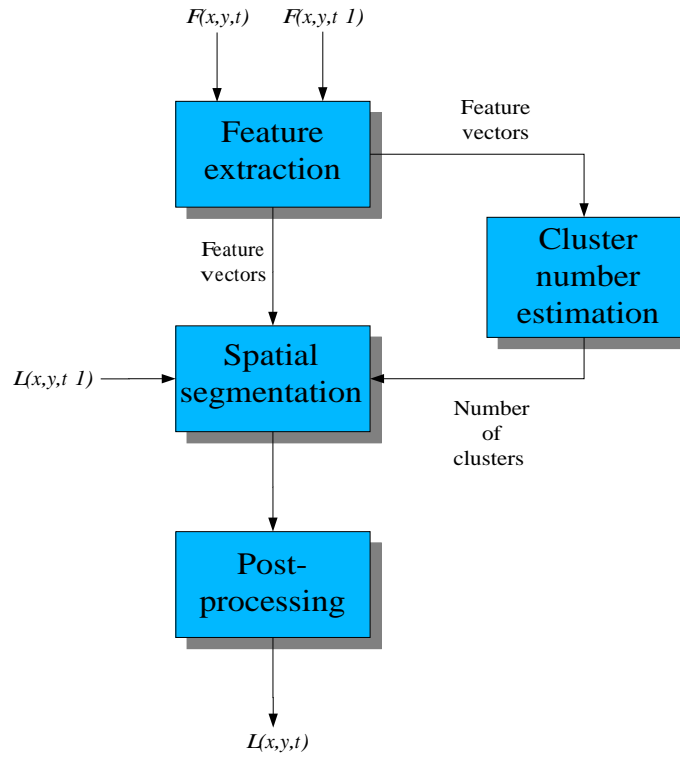 F(x,y,t) F(x,y,t 1)
Feature
extraction
Feature
vectors
Cluster
number
estimation
Feature
vectors
Spatial
segmentation
L(x,y,t 1)
Number
of
clusters
Post-
processing
L(x,y,t)